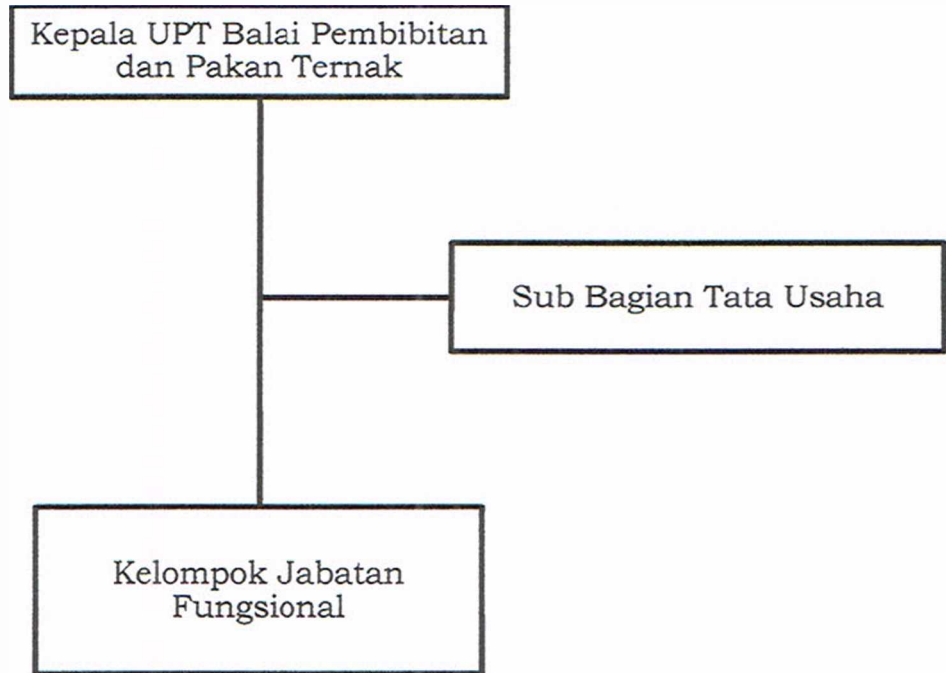 Kepala UPT Balai Pembibitan
dan Pakan Ternak
Sub Bagian Tata Usaha
Kelompok Jabatan
Fungsional